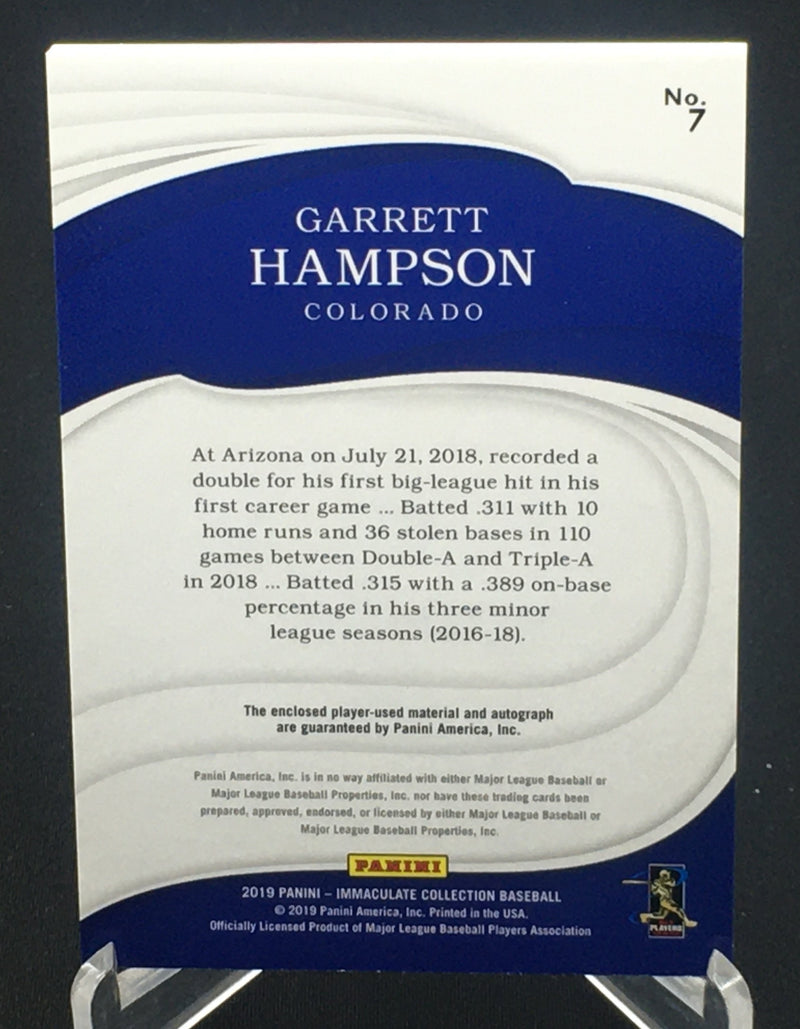 No.
7
GARRETT
HAMPSON
COLORADO
At Arizona on July 21, 2018, recorded a
double for his first big-league hit in his
first career game ... Batted .311 with 10
home runs and 36 stolen bases in 110
games between Double-A and Triple-A
in 2018 ... Batted .315 with a .389 on-base
percentage in his three minor
league seasons (2016-18).
The enclosed player-used material and autograph
are guaranteed by Panini America, Inc.
Panini America, Inc. is in no way affiliated with either Major League Baseball or
Major League Baseball Properties, Inc. nor have these trading cards been
prepared, approved, endorsed, or licensed by either Major League Baseball or
Major League Baseball Properties, Inc.
PANINI
2019 PANINI – IMMACULATE COLLECTION BASEBALL
© 2019 Panini America, Inc. Printed in the USA.
Officially Licensed Product of Major League Baseball Players Association
PLAYERS